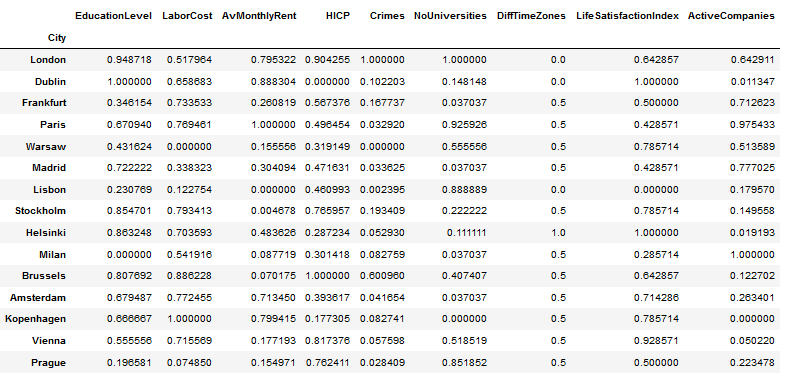 EducationLevel LaborCost AvMonthlyRent HICP Crimes NoUniversities DiffTimeZones LifeSatisfactionIndex ActiveCompanies
City
London 0.948718 0.517964 0.795322 0.904255 1.000000 1.000000 0.0 0.642857 0.642911
Dublin 1.000000 0.658683 0.888304 0.000000 0.102203 0.148148 0.0 1.000000 0.011347
Frankfurt 0.346154 0.733533 0.260819 0.567376 0.167737 0.037037 0.5 0.500000 0.712623
Paris 0.670940 0.769461 1.000000 0.496454 0.032920 0.925926 0.5 0.428571 0.975433
Warsaw 0.431624 0.000000 0.155556 0.319149 0.000000 0.555556 0.5 0.785714 0.513589
Madrid 0.722222 0.338323 0.304094 0.471631 0.033625 0.037037 0.5 0.428571 0.777025
Lisbon 0.230769 0.122754 0.000000 0.460993 0.002395 0.888889 0.0 0.000000 0.179570
Stockholm 0.854701 0.793413 0.004678 0.765957 0.193409 0.222222 0.5 0.785714 0.149558
Helsinki 0.863248 0.703593 0.483626 0.287234 0.052930 0.111111 1.0 1.000000 0.019193
Milan 0.000000 0.541916 0.087719 0.301418 0.082759 0.037037 0.5 0.285714 1.000000
Brussels 0.807692 0.886228 0.070175 1.000000 0.600960 0.407407 0.5 0.642857 0.122702
Amsterdam 0.679487 0.772455 0.713450 0.393617 0.041654 0.037037 0.5 0.714286 0.263401
Kopenhagen 0.666667 1.000000 0.799415 0.177305 0.082741 0.000000 0.5 0.785714 0.000000
Vienna 0.555556 0.715569 0.177193 0.817376 0.057598 0.518519 0.5 0.928571 0.050220
Prague 0.196581 0.074850 0.154971 0.762411 0.028409 0.851852 0.5 0.500000 0.223478